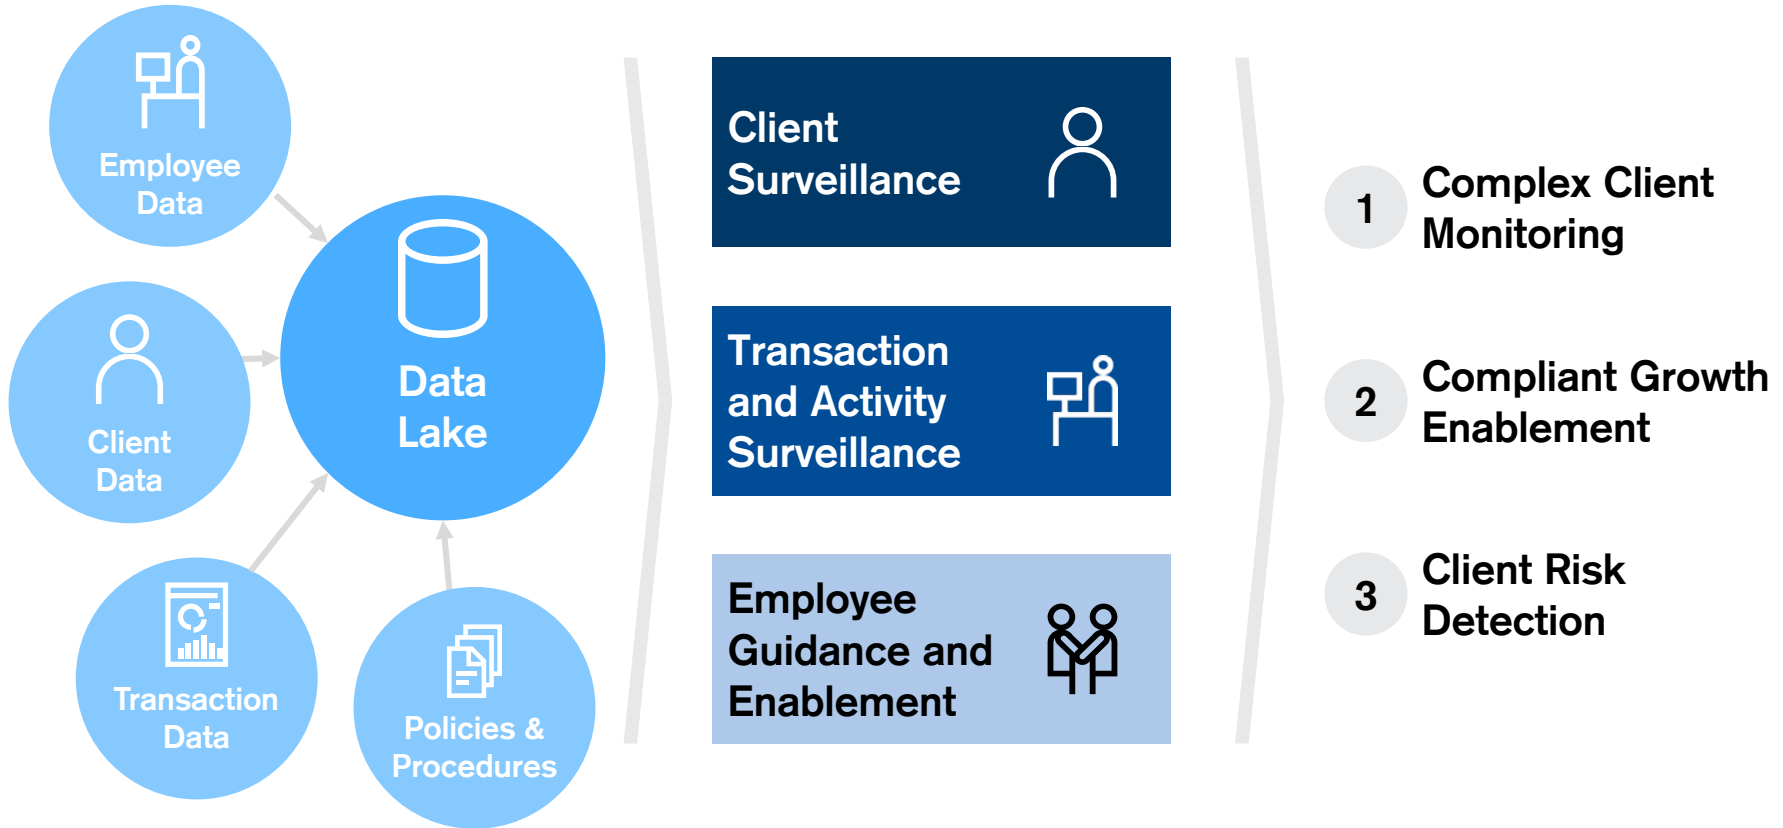 Employee
Data
Client
Data
Transaction
Data
Policies &
Procedures
Data
Lake
Client
Surveillance
Transaction
and Activity
Surveillance
Employee
Guidance and
Enablement
1
Complex Client
Monitoring
2
Compliant Growth
Enablement
3
Client Risk
Detection